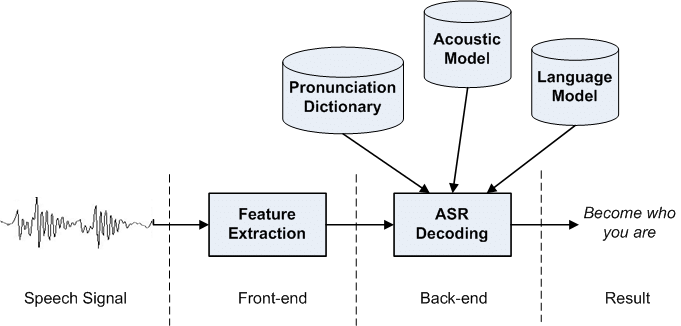 Acoustic
Model
Pronunciation
Dictionary
Language
Model
Feature
Extraction
ASR
Decoding
Become who
you are
Speech Signal
Front-end
Back-end
Result